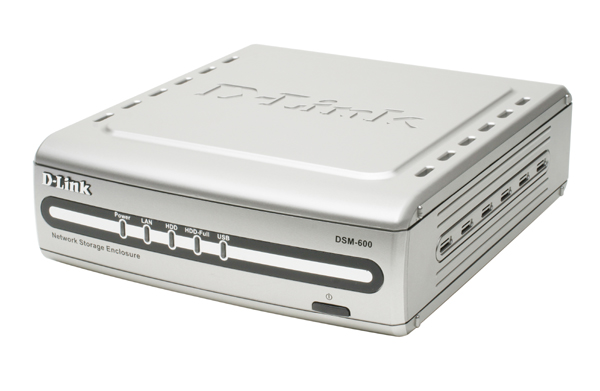 D-Link
D-Link
Power LAN HDD HDD-Full USB
DSM-600
Network Storage Enclosure